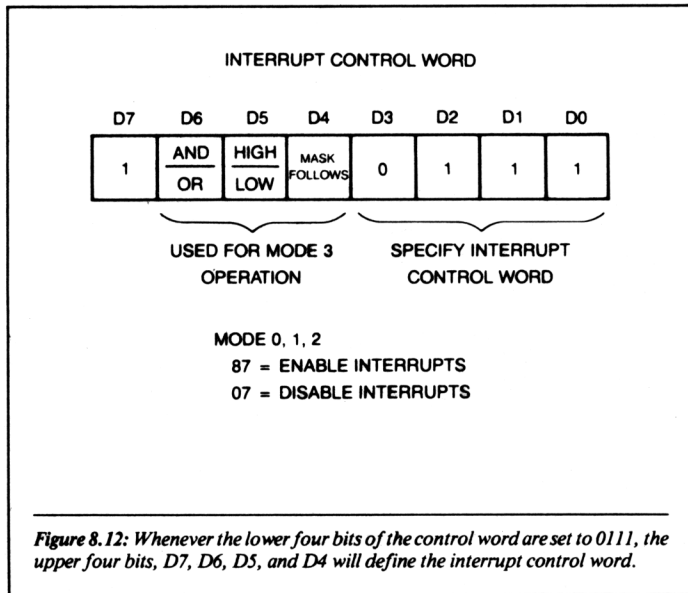 INTERRUPT CONTROL WORD
D7 D6 D5 D4 D3 D2 D1 D0
1 AND OR HIGH LOW MASK FOLLOWS 0 1 1 1
USED FOR MODE 3 OPERATION
SPECIFY INTERRUPT CONTROL WORD
MODE 0, 1, 2
87 = ENABLE INTERRUPTS
07 = DISABLE INTERRUPTS
Figure 8.12: Whenever the lower four bits of the control word are set to 0111, the
upper four bits, D7, D6, D5, and D4 will define the interrupt control word.